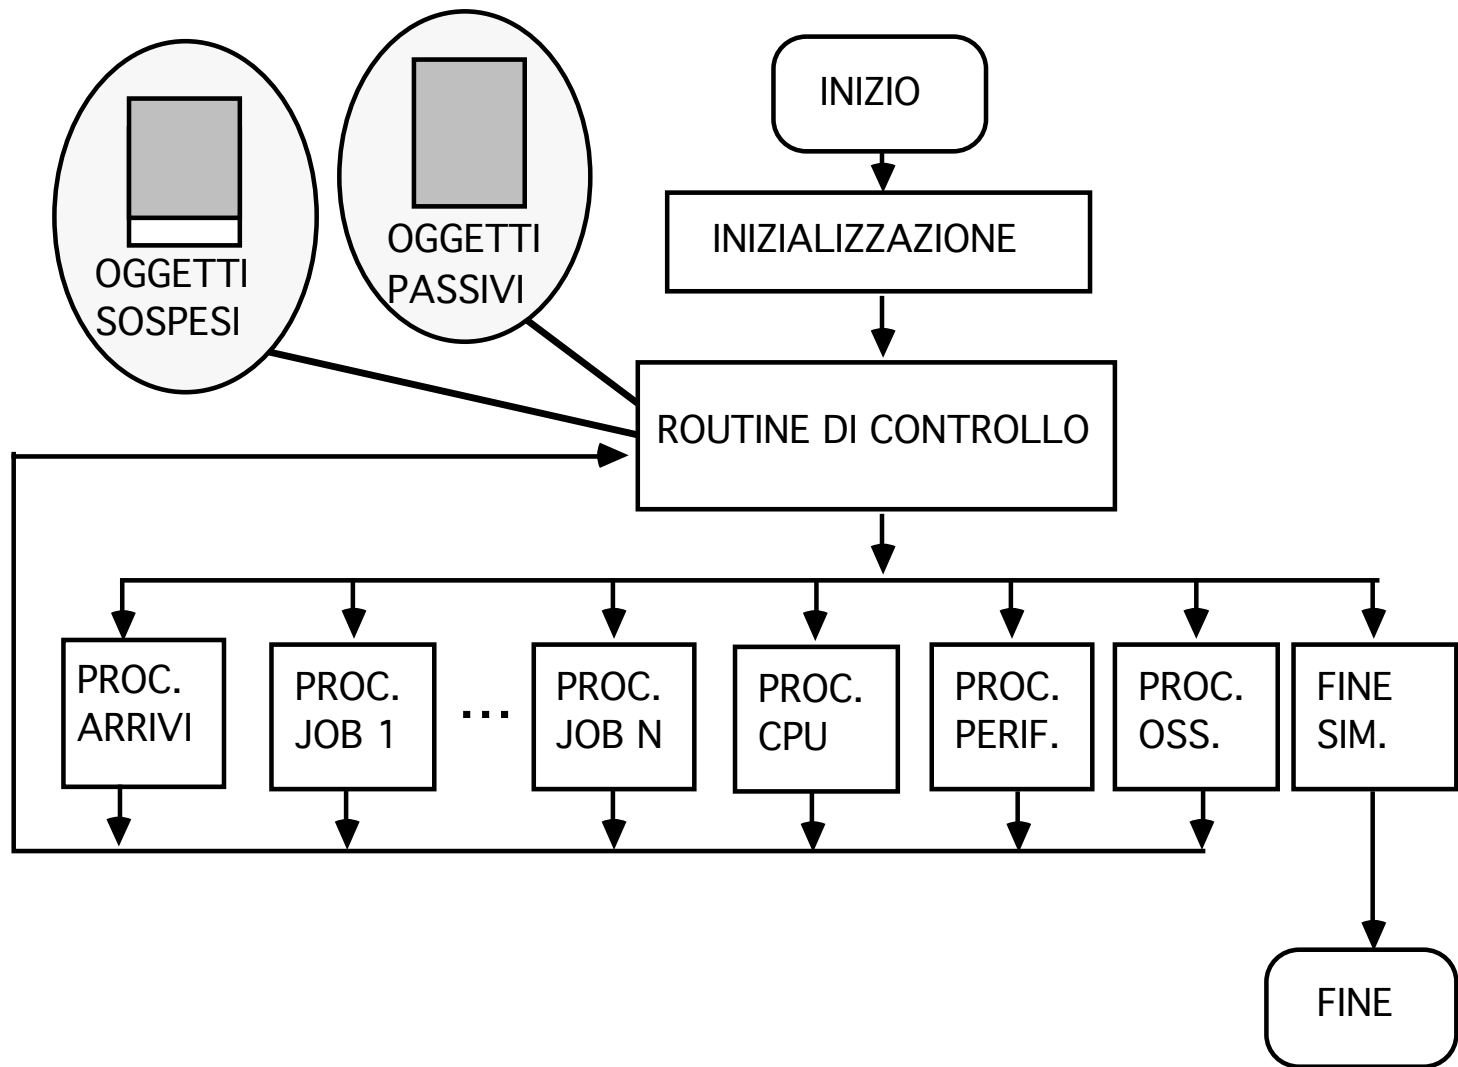 INIZIO
OGGETTI
PASSIVI
OGGETTI
SOSPESI
INIZIALIZZAZIONE
ROUTINE DI CONTROLLO
PROC.
ARRIVI
PROC.
JOB 1
...
PROC.
JOB N
PROC.
CPU
PROC.
PERIF.
PROC.
OSS.
FINE
SIM.
FINE